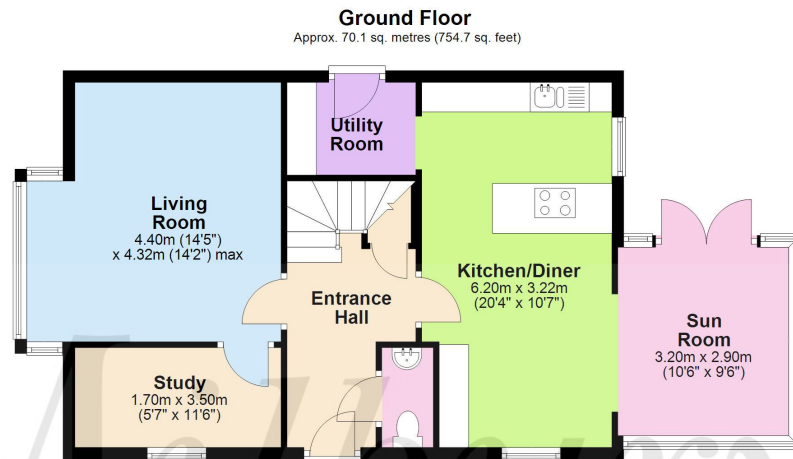 Ground Floor
Approx. 70.1 sq. metres (754.7 sq. feet)
Utility
Room
Living
Room
4.40m (14'5")
x 4.32m (14'2") max
Kitchen/Diner
6.20m x 3.22m
(20'4" x 10'7")
Entrance
Hall
Sun
Room
3.20m x 2.90m
(10'6" x 9'6")
Study
1.70m x 3.50m
(5'7" x 11'6")